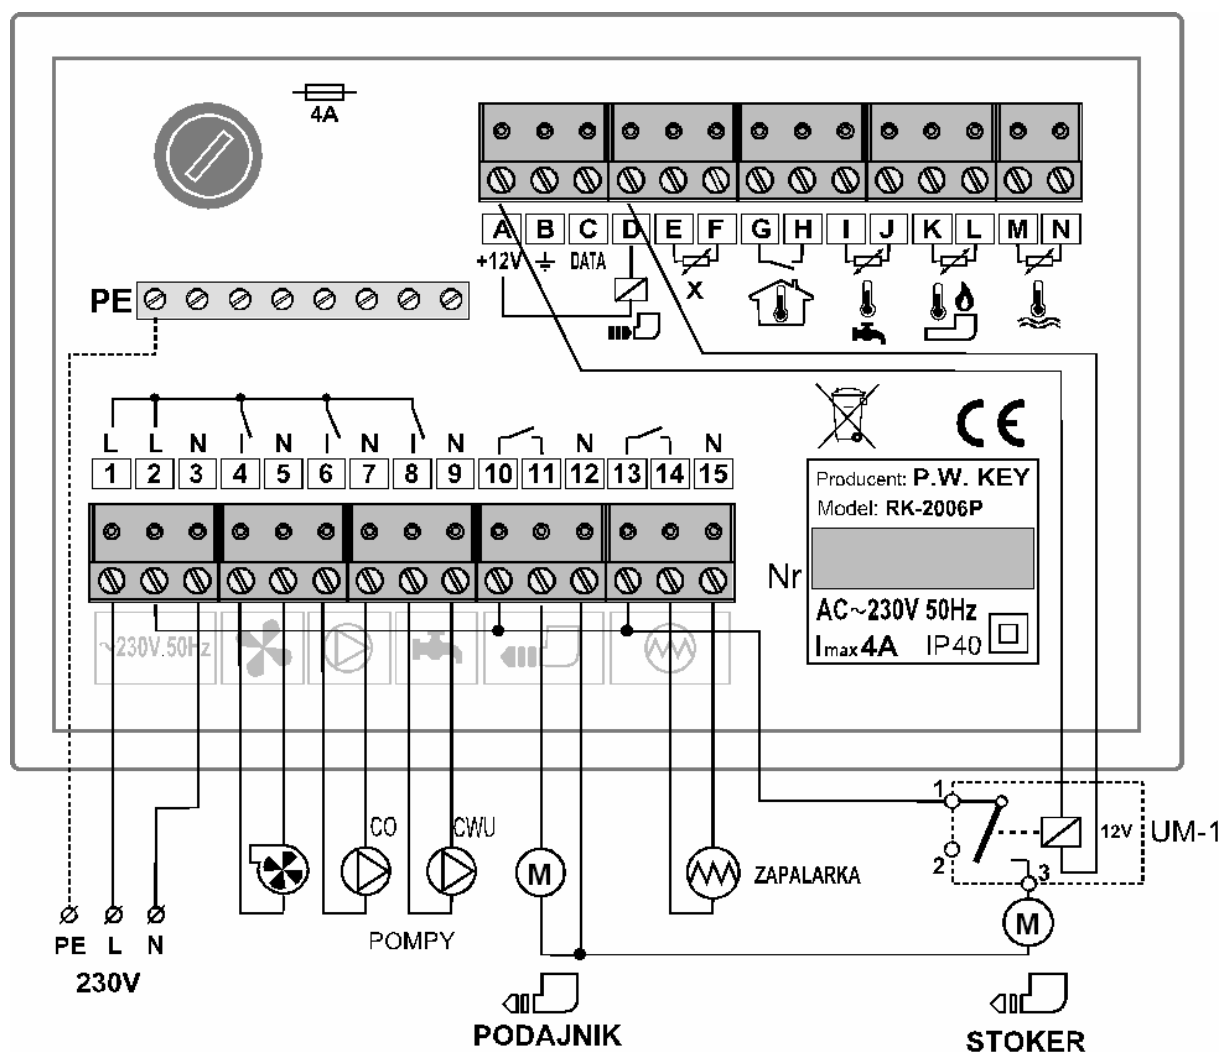 4A
A B C D E F G H I J K L M N
+12V DATA
X
PE
L L N I N I N I N N N
1 2 3 4 5 6 7 8 9 10 11 12 13 14 15
CE
Producent: P.W. KEY
Model: RK-2006P
Nr
AC~230V 50Hz
Imax 4A IP40
~230V.50Hz
1
2
3
12V
UM-1
CO
CWU
M
ZAPALARKA
M
PE L N
230V
POMPY
PODAJNIK
STOKER